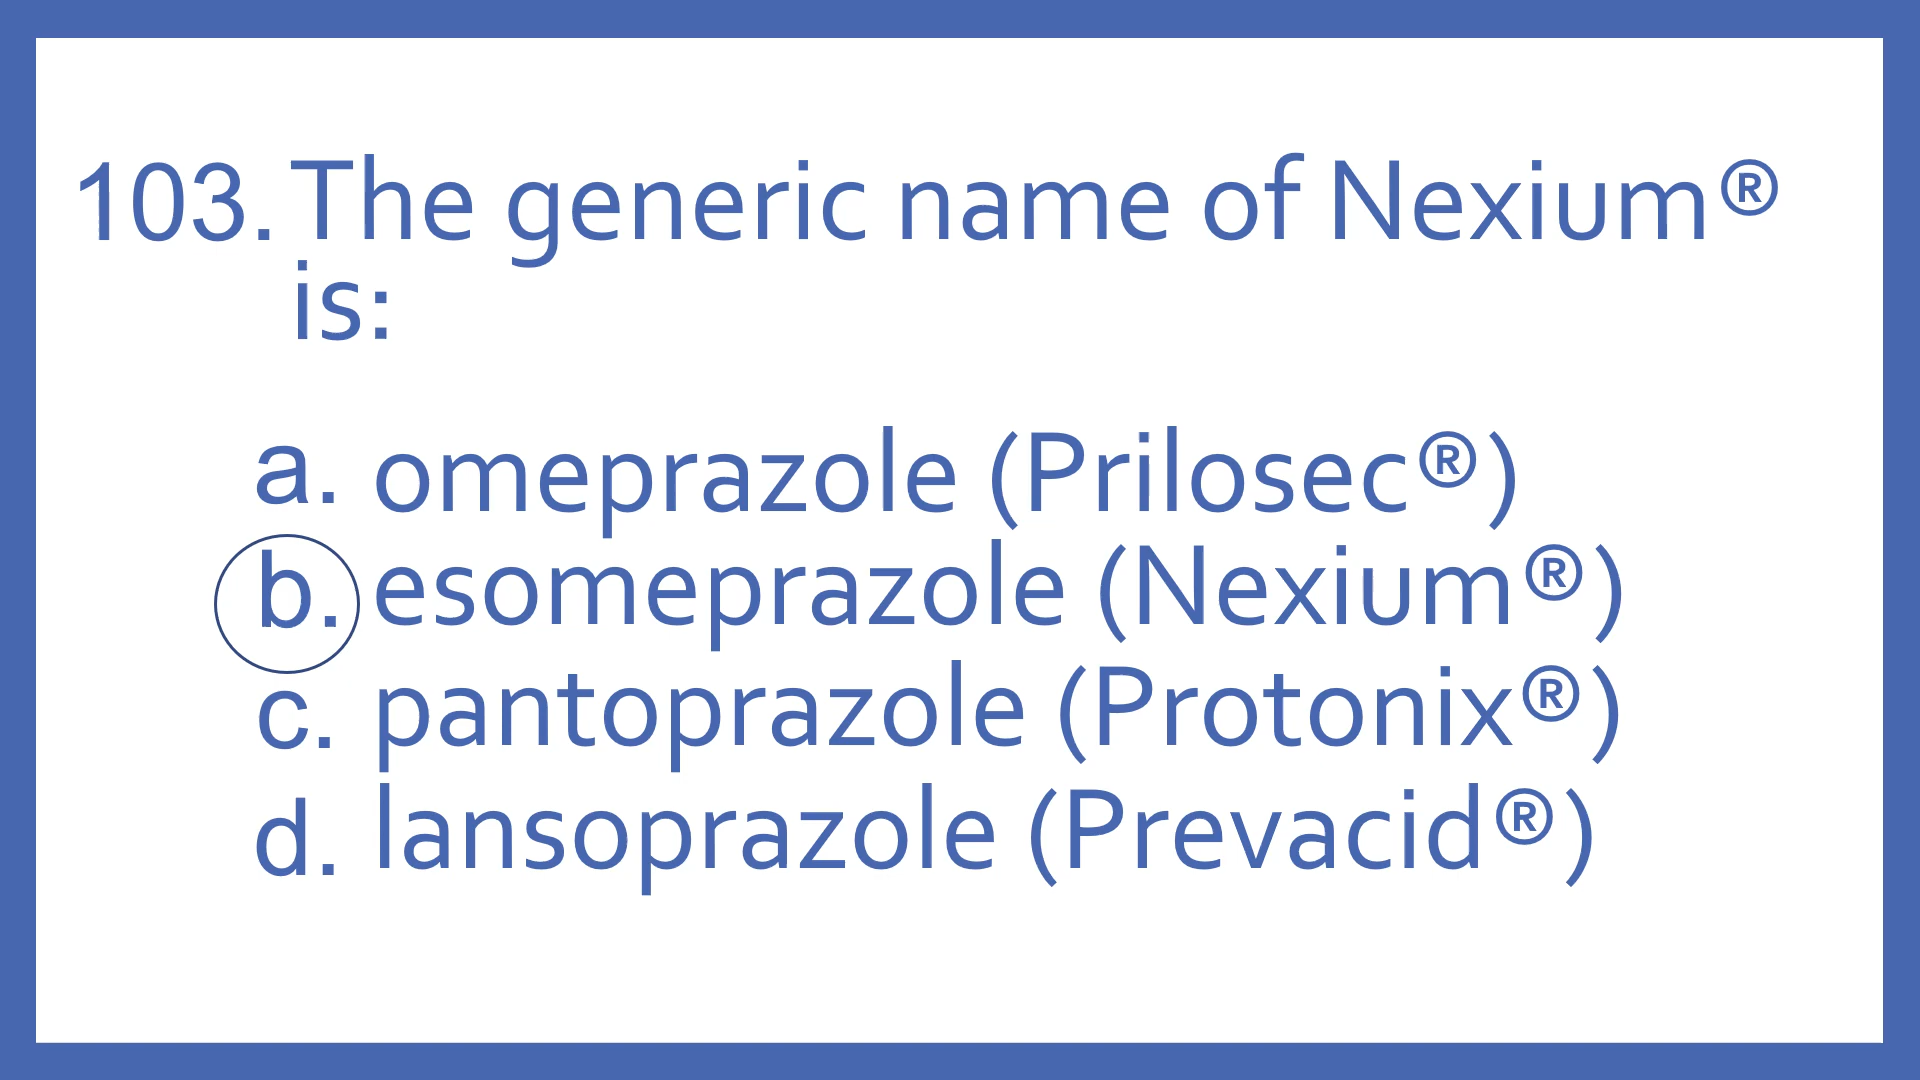 103. The generic name of Nexium®
is:
a. omeprazole (Prilosec®)
b. esomeprazole (Nexium®)
c. pantoprazole (Protonix®)
d. lansoprazole (Prevacid®)